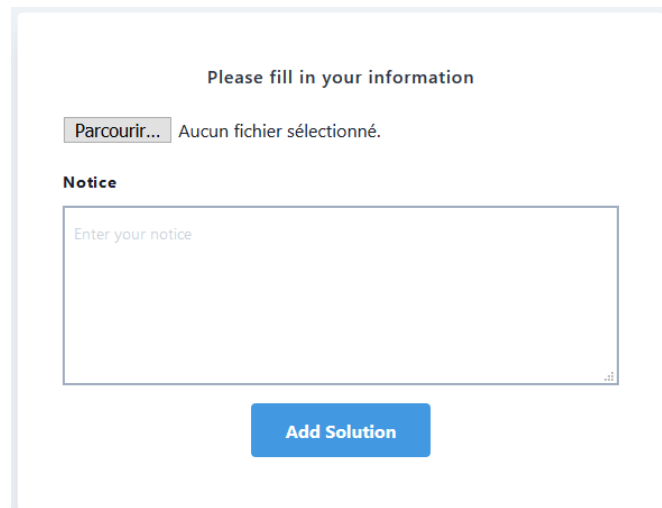 Please fill in your information
Parcourir... Aucun fichier sélectionné.
Notice
Enter your notice
Add Solution